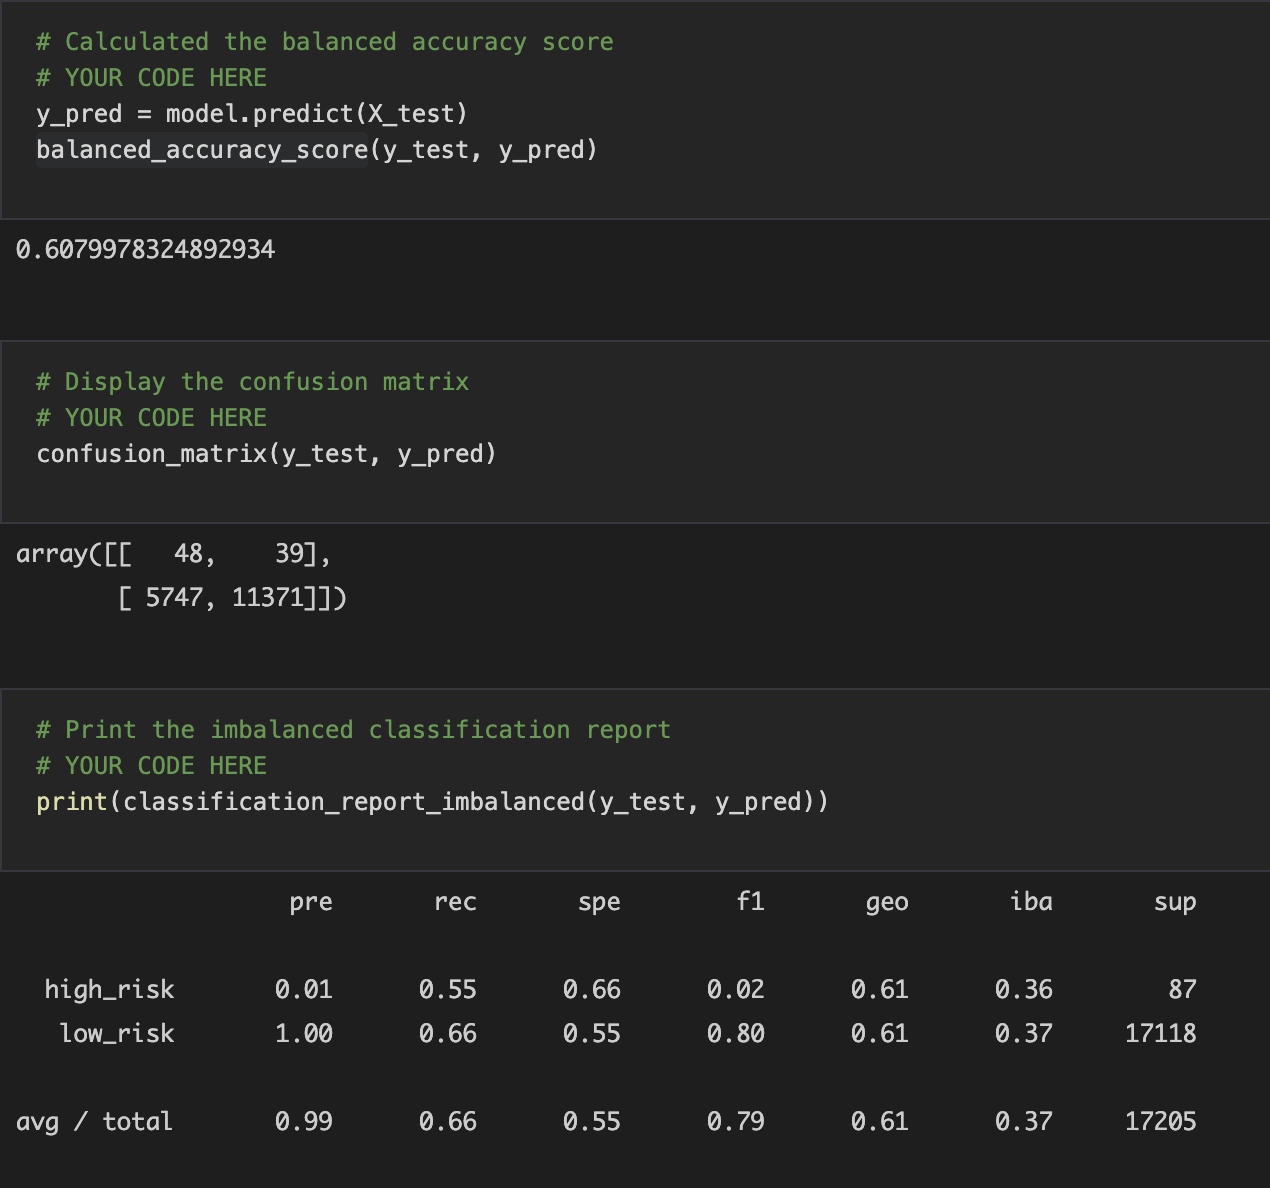 # Calculated the balanced accuracy score
# YOUR CODE HERE
y_pred = model.predict(X_test)
balanced_accuracy_score(y_test, y_pred)
0.6079978324892934
# Display the confusion matrix
# YOUR CODE HERE
confusion_matrix(y_test, y_pred)
array([[   48,    39],
       [ 5747, 11371]])
# Print the imbalanced classification report
# YOUR CODE HERE
print(classification_report_imbalanced(y_test, y_pred))
                   pre       rec       spe        f1       geo       iba       sup
  high_risk       0.01      0.55      0.66      0.02      0.61      0.36        87
   low_risk       1.00      0.66      0.55      0.80      0.61      0.37     17118
avg / total       0.99      0.66      0.55      0.79      0.61      0.37     17205